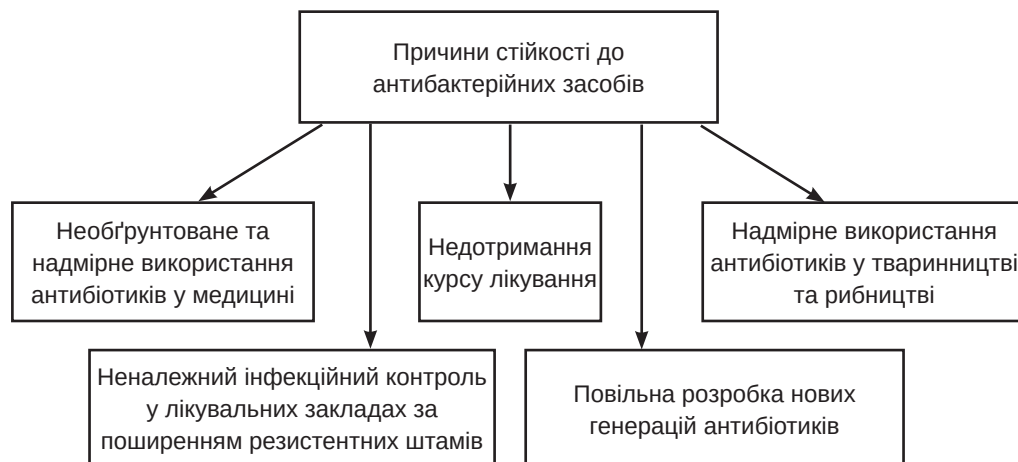 Причини стійкості до
антибактерійних засобів
Необґрунтоване та
надмірне використання
антибіотиків у медицині
Недотримання
курсу лікування
Надмірне використання
антибіотиків у тваринництві
та рибництві
Неналежний інфекційний контроль
у лікувальних закладах за
поширенням резистентних штамів
Повільна розробка нових
генерацій антибіотиків